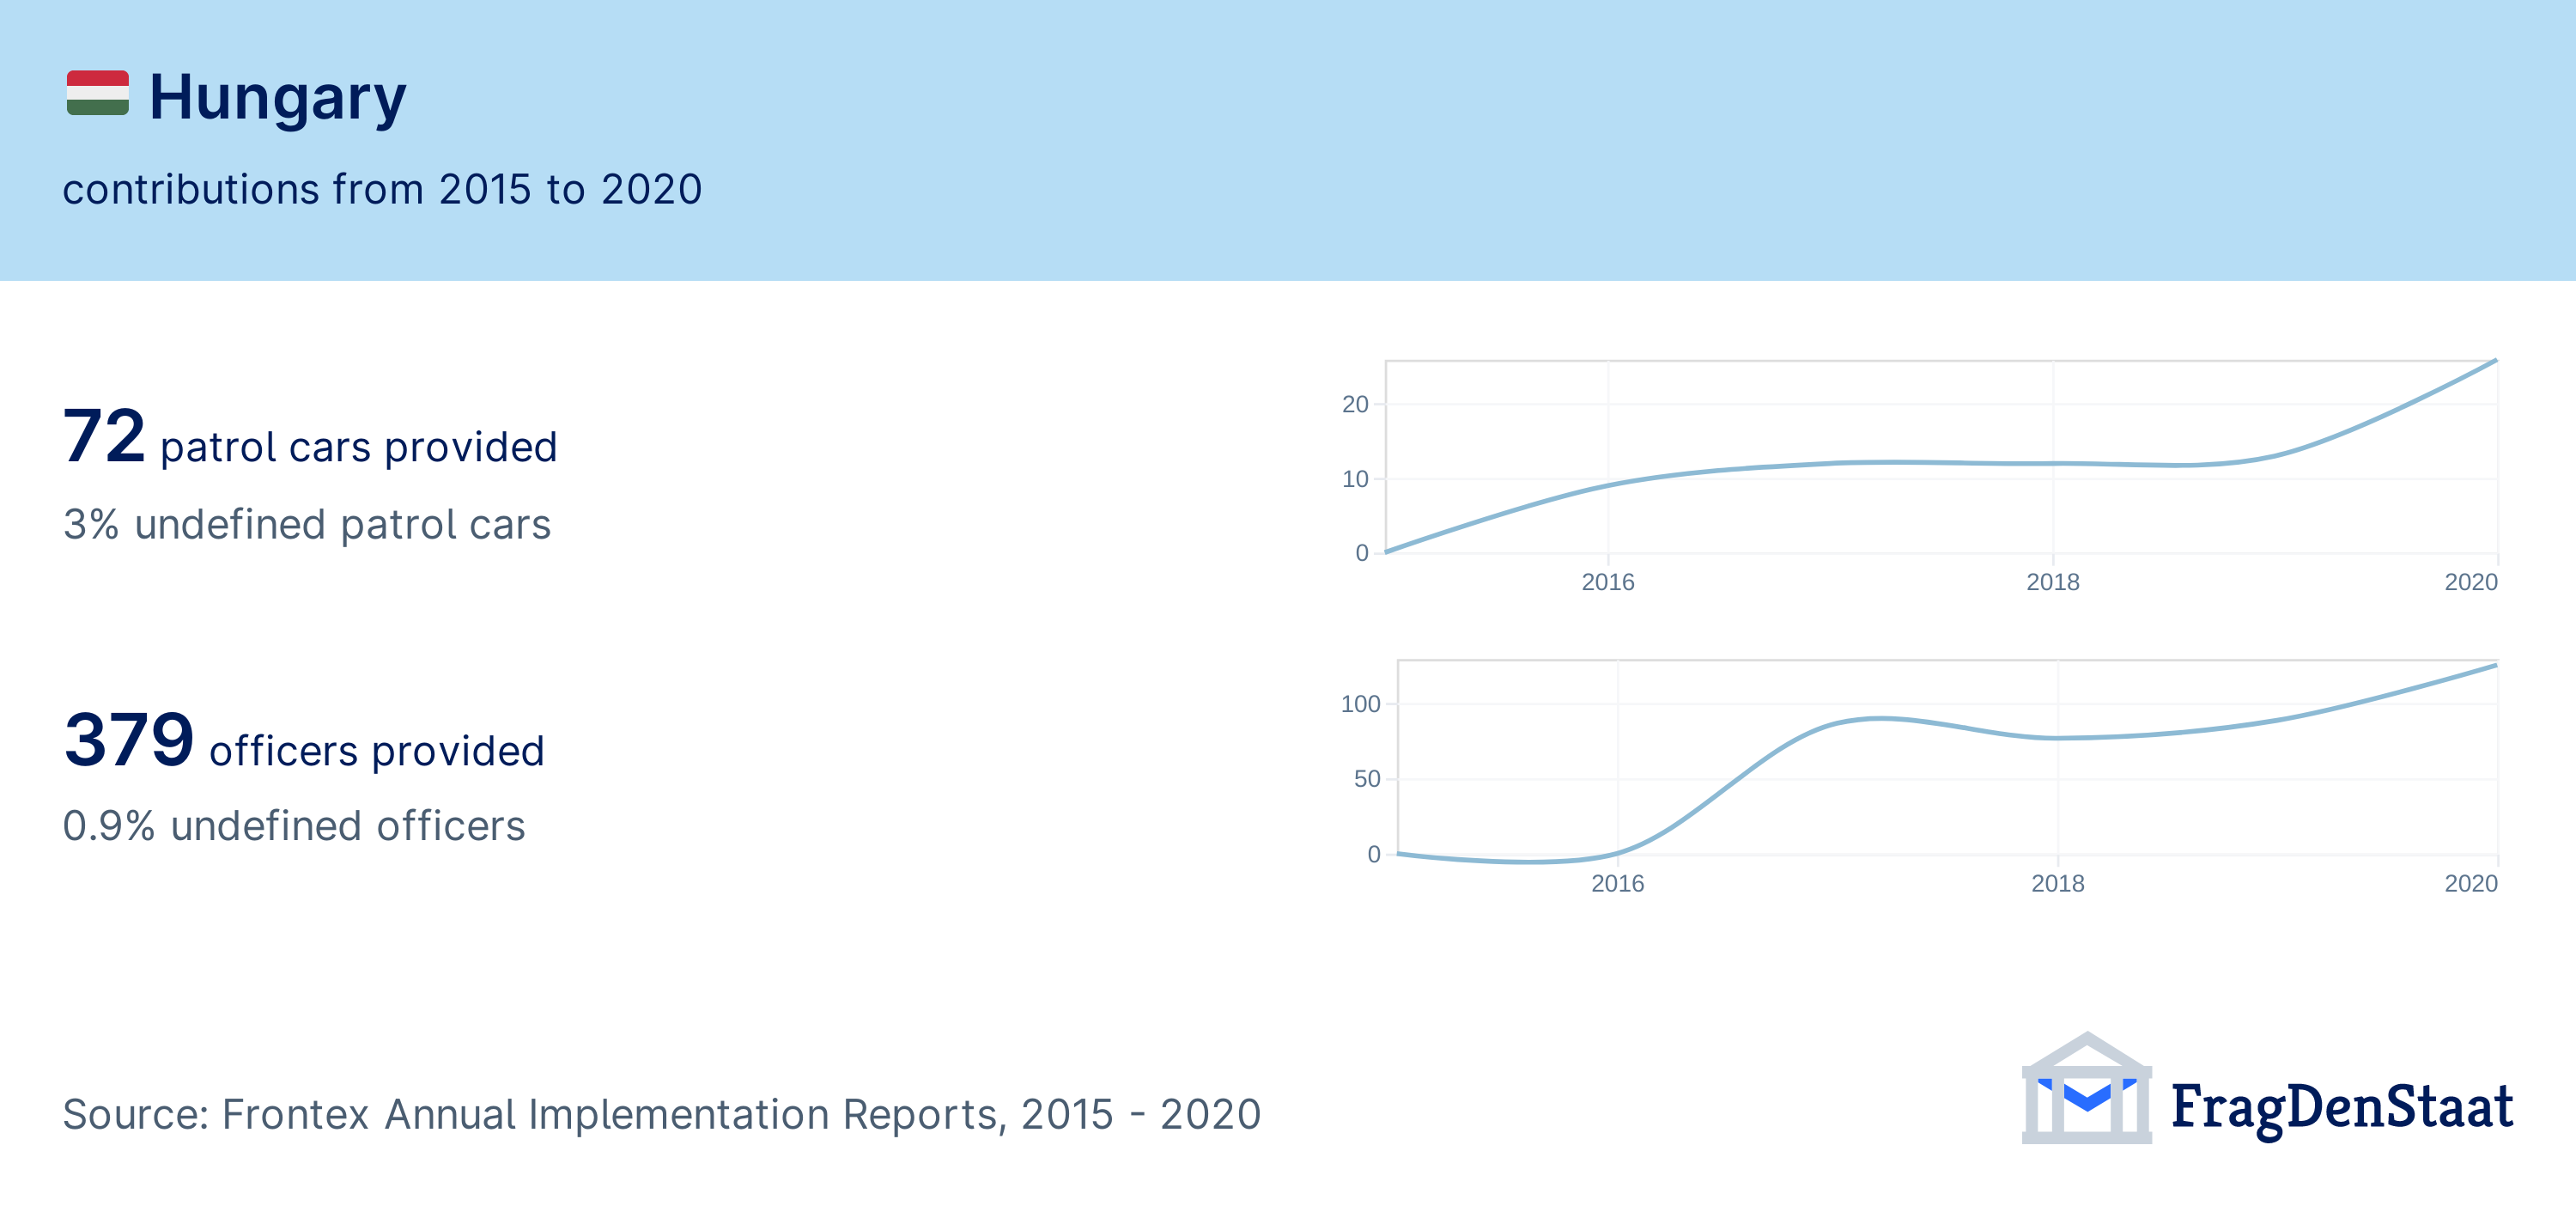 Hungary
contributions from 2015 to 2020
72 patrol cars provided
3% undefined patrol cars
20
10
0
2016 2018 2020
379 officers provided
0.9% undefined officers
100
50
0
2016 2018 2020
Source: Frontex Annual Implementation Reports, 2015 - 2020
FragDenStaat